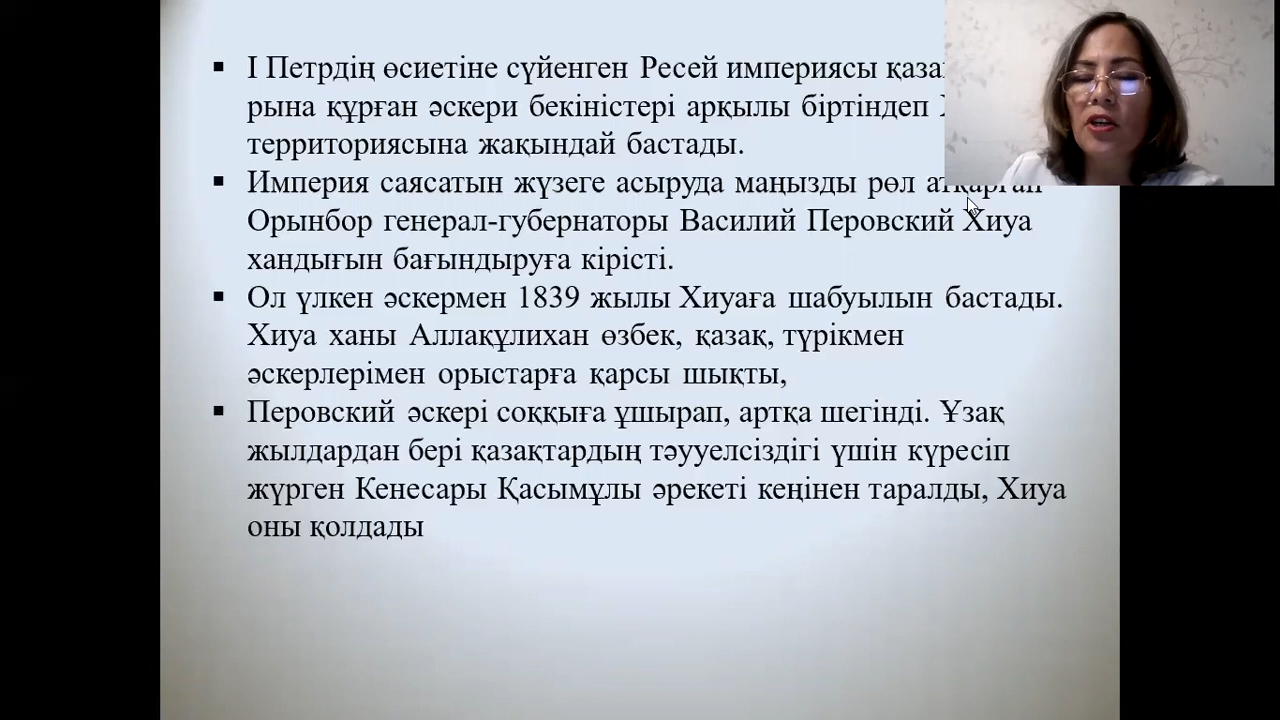 І Петрдің өсиетіне сүйенген Ресей империясы
рына құрған әскери бекіністері арқылы біртіндеп
территориясына жақындай бастады.
Империя саясатын жүзеге асыруда маңызды рөл атқарған
Орынбор генерал-губернаторы Василий Перовский Хиуа
хандығын бағындыруға кірісті.
Ол үлкен әскермен 1839 жылы Хиуаға шабуылын бастады.
Хиуа ханы Аллақұлихан өзбек, қазақ, түрікмен
әскерлерімен орыстарға қарсы шықты,
Перовский әскері соққыға ұшырап, артқа шегінді. Ұзақ
жылдардан бері қазақтардың тәууелсіздігі үшін күресіп
жүрген Кенесары Қасымұлы әрекеті кеңінен таралды, Хиуа
оны қолдады